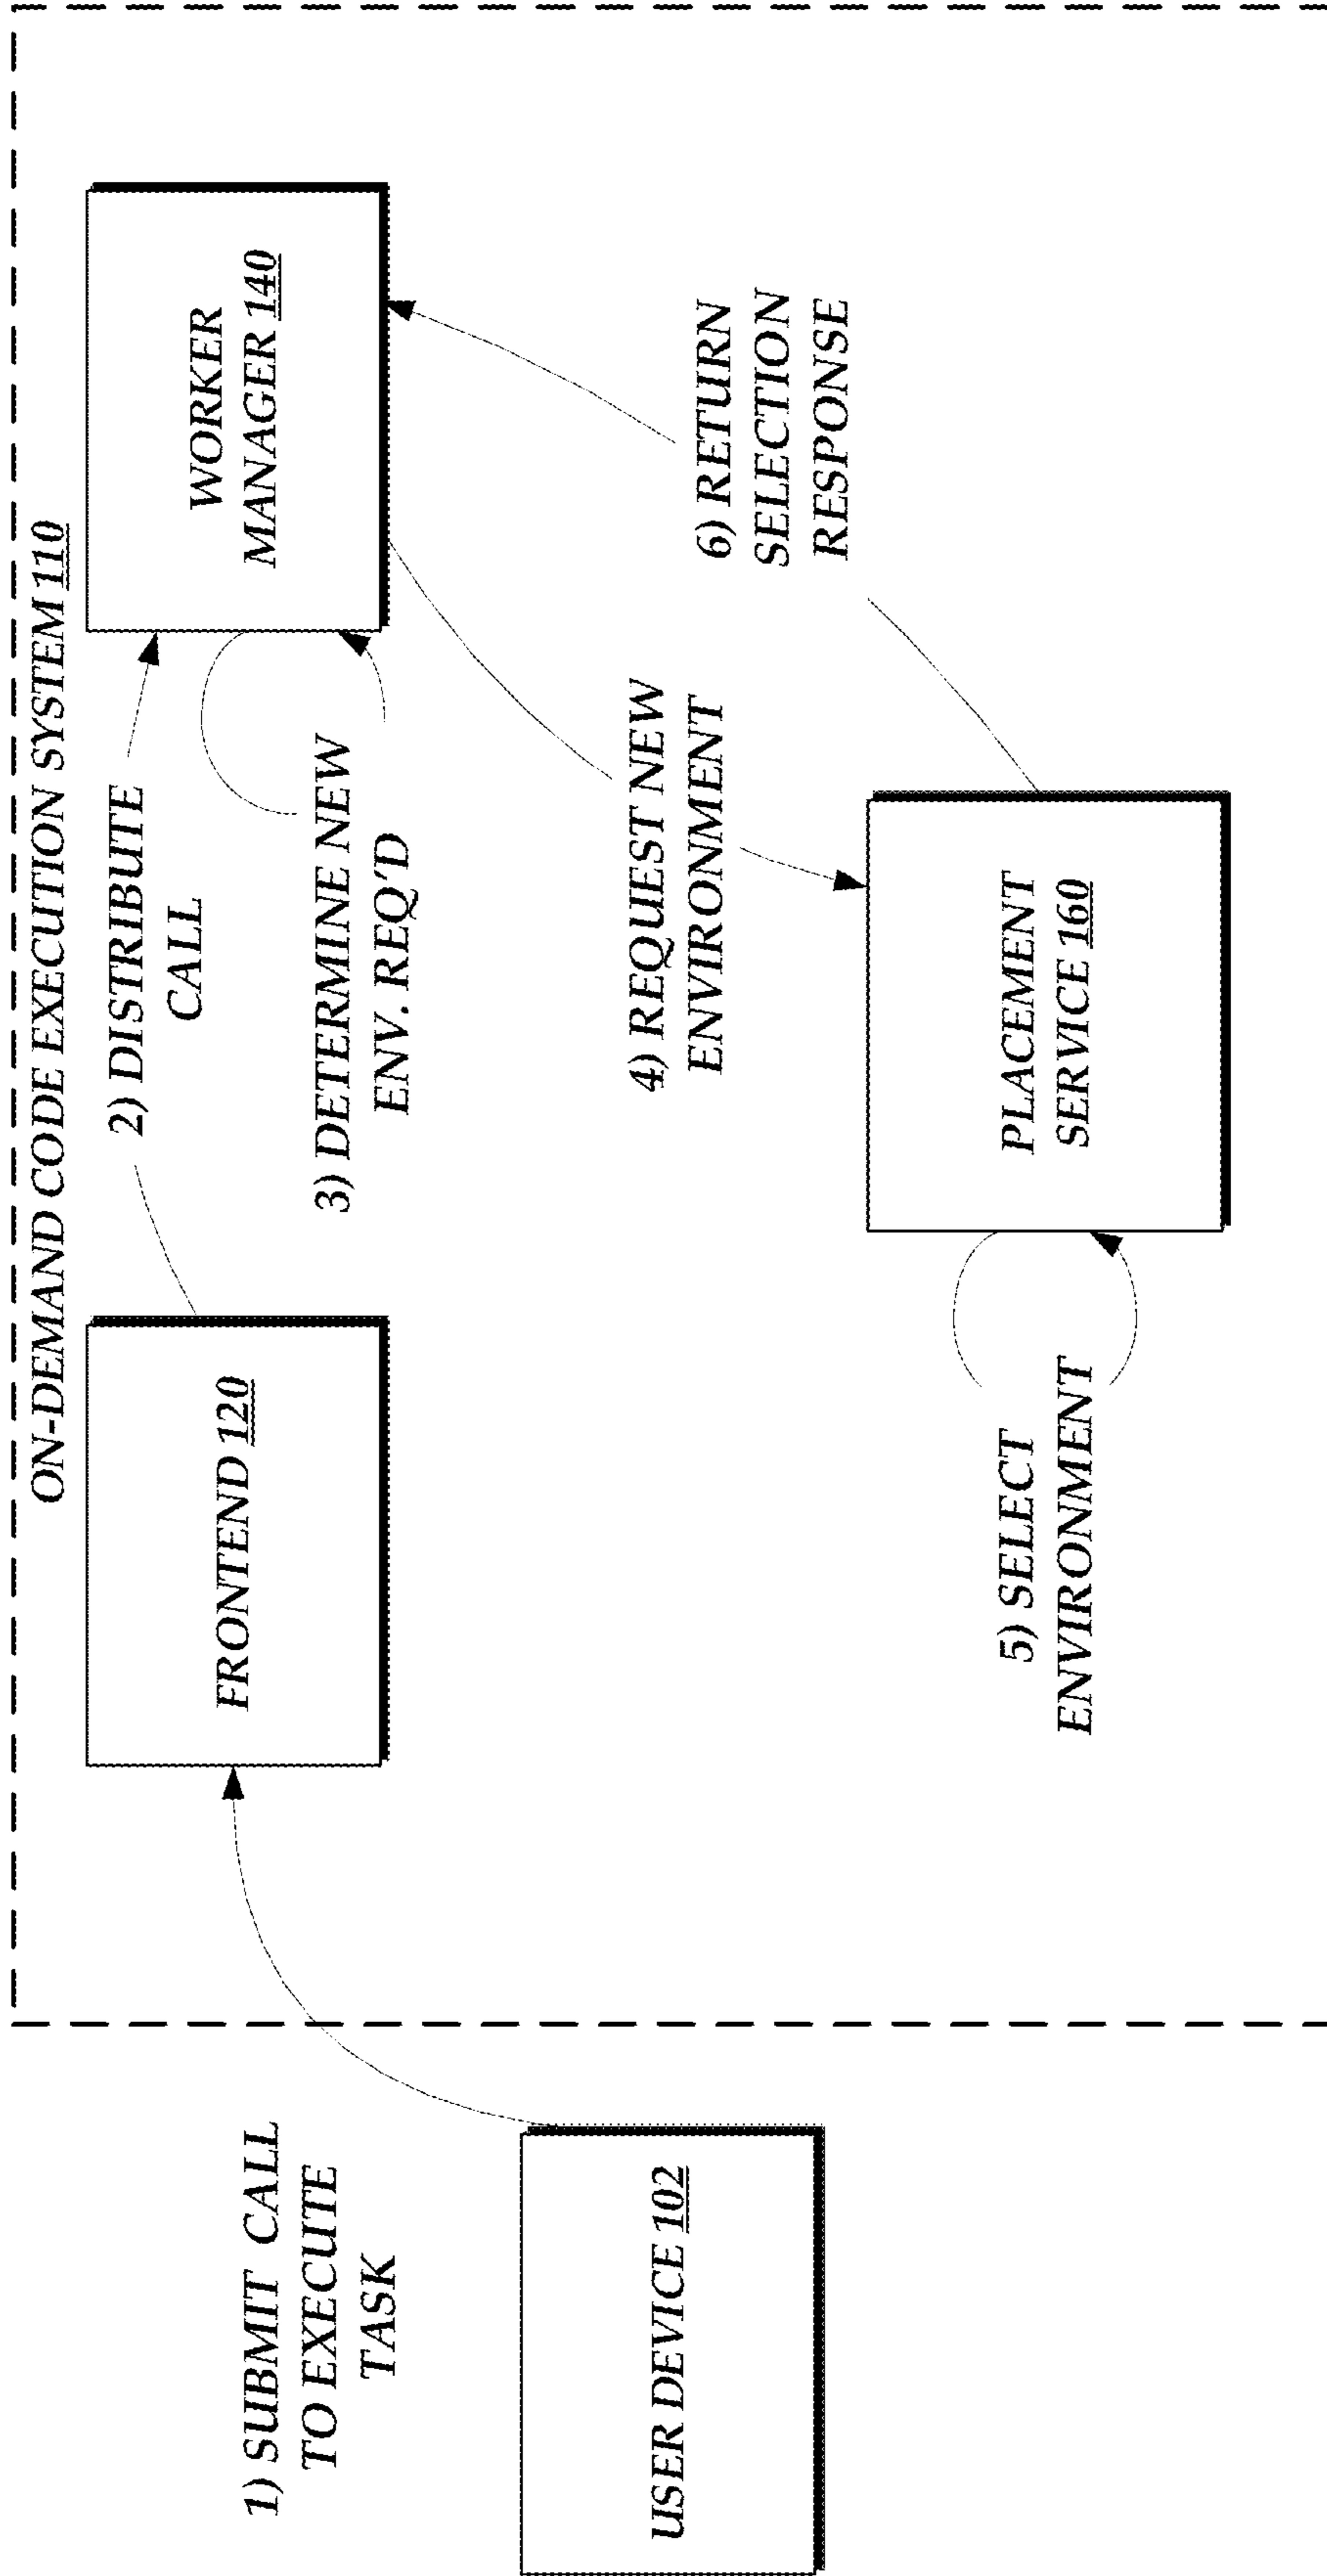 ON-DEMAND CODE EXECUTION SYSTEM 110
1) SUBMIT CALL
TO EXECUTE
TASK
USER DEVICE 102
FRONTEND 120
2) DISTRIBUTE
CALL
WORKER
MANAGER 140
3) DETERMINE NEW
ENV. REQ'D
4) REQUEST NEW
ENVIRONMENT
5) SELECT
ENVIRONMENT
PLACEMENT
SERVICE 160
6) RETURN
SELECTION
RESPONSE